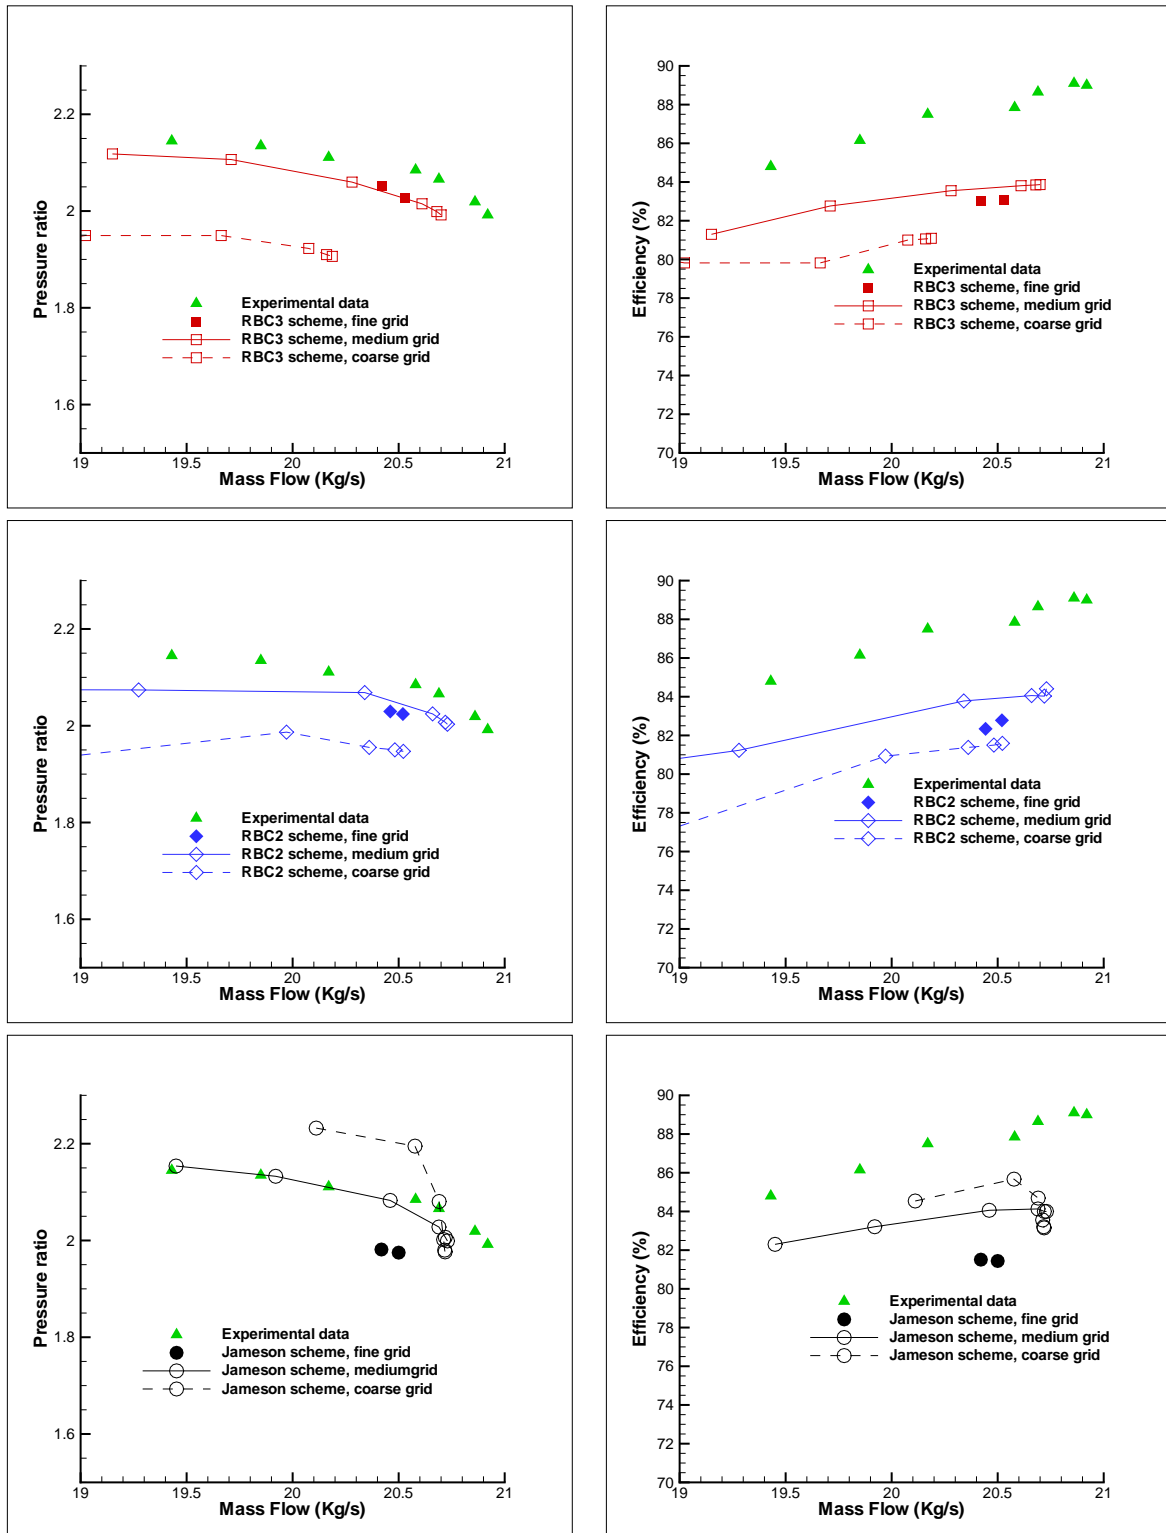 2.2
2
1.8
1.6
Pressure ratio
Experimental data
RBC3 scheme, fine grid
RBC3 scheme, medium grid
RBC3 scheme, coarse grid
19 19.5 20 20.5 21
Mass Flow (Kg/s)
90
88
86
84
82
80
78
76
74
72
70
Efficiency (%)
Experimental data
RBC3 scheme, fine grid
RBC3 scheme, medium grid
RBC3 scheme, coarse grid
19 19.5 20 20.5 21
Mass Flow (Kg/s)
2.2
2
1.8
1.6
Pressure ratio
Experimental data
RBC2 scheme, fine grid
RBC2 scheme, medium grid
RBC2 scheme, coarse grid
19 19.5 20 20.5 21
Mass Flow (Kg/s)
90
88
86
84
82
80
78
76
74
72
70
Efficiency (%)
Experimental data
RBC2 scheme, fine grid
RBC2 scheme, medium grid
RBC2 scheme, coarse grid
19 19.5 20 20.5 21
Mass Flow (Kg/s)
2.2
2
1.8
1.6
Pressure ratio
Experimental data
Jameson scheme, fine grid
Jameson scheme, mediumgrid
Jameson scheme, coarse grid
19 19.5 20 20.5 21
Mass Flow (Kg/s)
90
88
86
84
82
80
78
76
74
72
70
Efficiency (%)
Experimental data
Jameson scheme, fine grid
Jameson scheme, medium grid
Jameson scheme, coarse grid
19 19.5 20 20.5 21
Mass Flow (Kg/s)